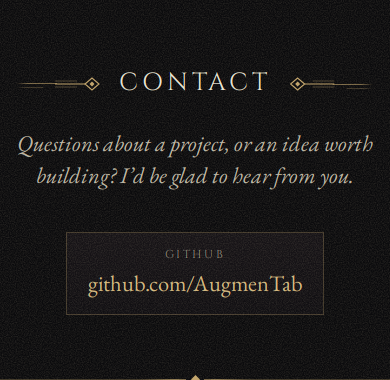 CONTACT
Questions about a project, or an idea worth
building? I’d be glad to hear from you.
GITHUB
github.com/AugmenTab